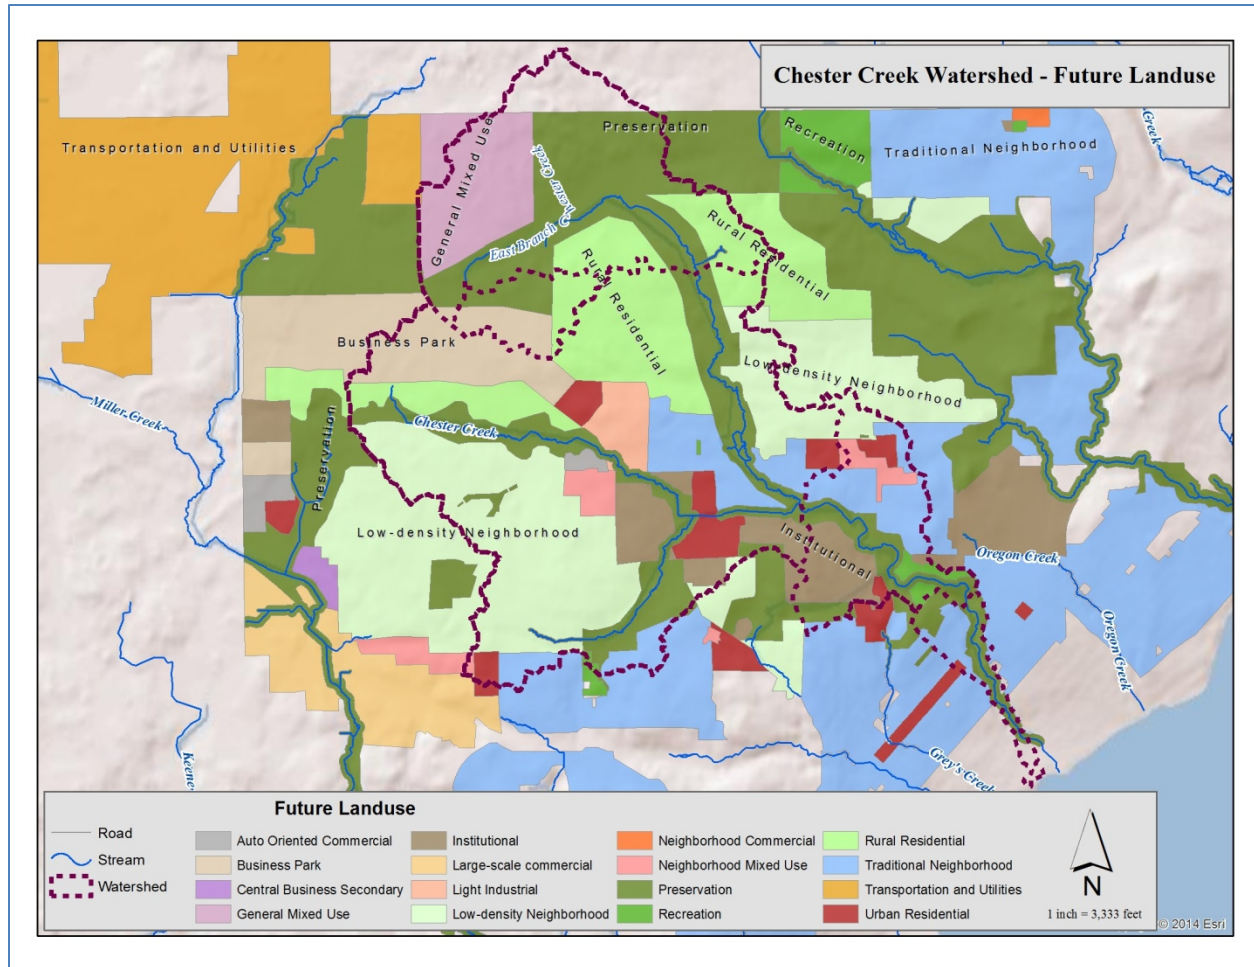 Chester Creek Watershed - Future Landuse
Transportation and Utilities
General Mixed Use
Preservation
Recreation
Traditional Neighborhood
Creek
East Branch Chester Creek
Rural Residential
Rural Residential
Business Park
Low-density Neighborhood
Miller Creek
Preservation
Chester Creek
Low-density Neighborhood
Institutional
Oregon Creek
Oregon Creek
Keene
Grey's Creek
Future Landuse
Road
Stream
Watershed
Auto Oriented Commercial
Business Park
Central Business Secondary
General Mixed Use
Institutional
Large-scale commercial
Light Industrial
Low-density Neighborhood
Neighborhood Commercial
Neighborhood Mixed Use
Preservation
Recreation
Rural Residential
Traditional Neighborhood
Transportation and Utilities
Urban Residential
N
1 inch = 3,333 feet
© 2014 Esri